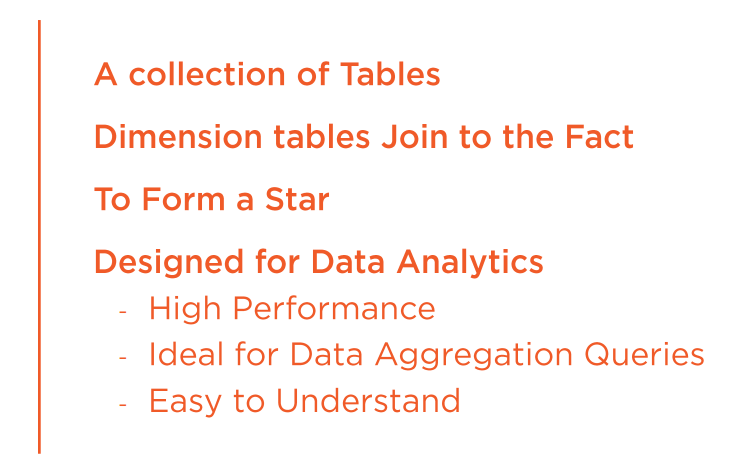 A collection of Tables
Dimension tables Join to the Fact
To Form a Star
Designed for Data Analytics
- High Performance
- Ideal for Data Aggregation Queries
- Easy to Understand